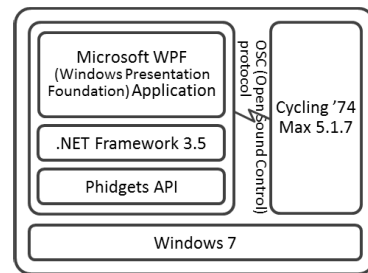 Microsoft WPF
(Windows Presentation
Foundation) Application
.NET Framework 3.5
Phidgets API
OSC (Open Sound Control)
protocol
Cycling ’74
Max 5.1.7
Windows 7